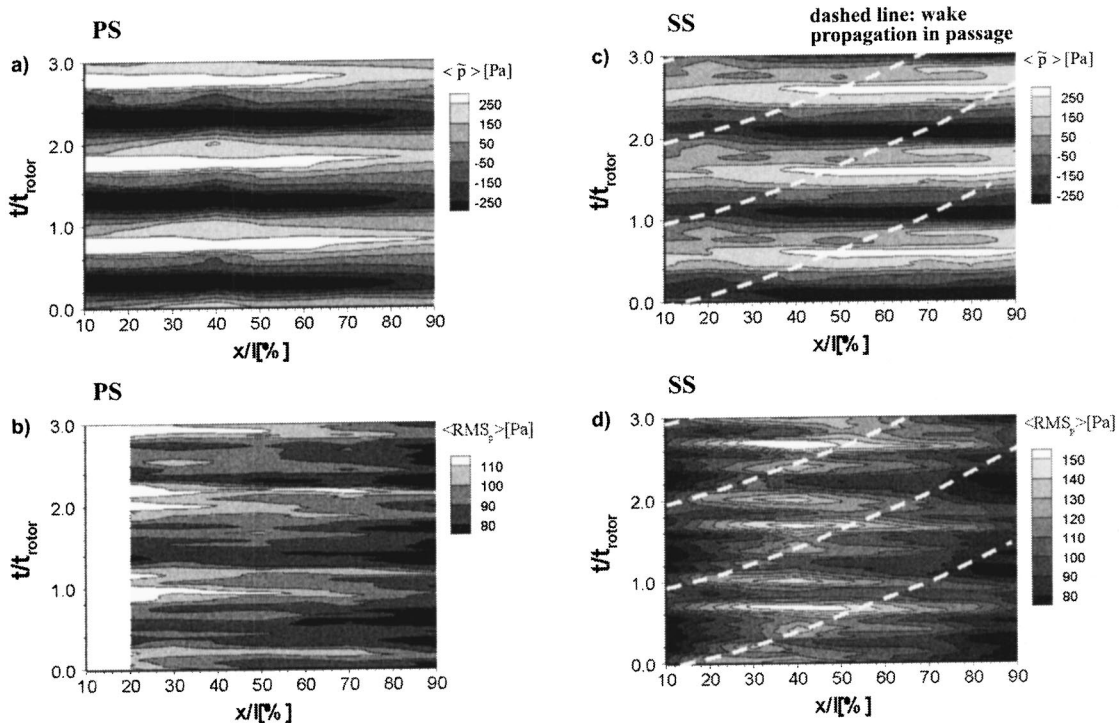 PS
a)
< p̃ > [Pa]
250
150
50
-50
-150
-250
3.0
2.0
1.0
0.0
t/t_rotor
10 20 30 40 50 60 70 80 90
x/l[%]
SS
dashed line: wake
propagation in passage
c)
< p̃ > [Pa]
250
150
50
-50
-150
-250
3.0
2.0
1.0
0.0
t/t_rotor
10 20 30 40 50 60 70 80 90
x/l[%]
PS
b)
<RMS_p>[Pa]
110
100
90
80
3.0
2.0
1.0
0.0
t/t_rotor
10 20 30 40 50 60 70 80 90
x/l[%]
SS
d)
<RMS_p>[Pa]
150
140
130
120
110
100
90
80
3.0
2.0
1.0
0.0
t/t_rotor
10 20 30 40 50 60 70 80 90
x/l[%]